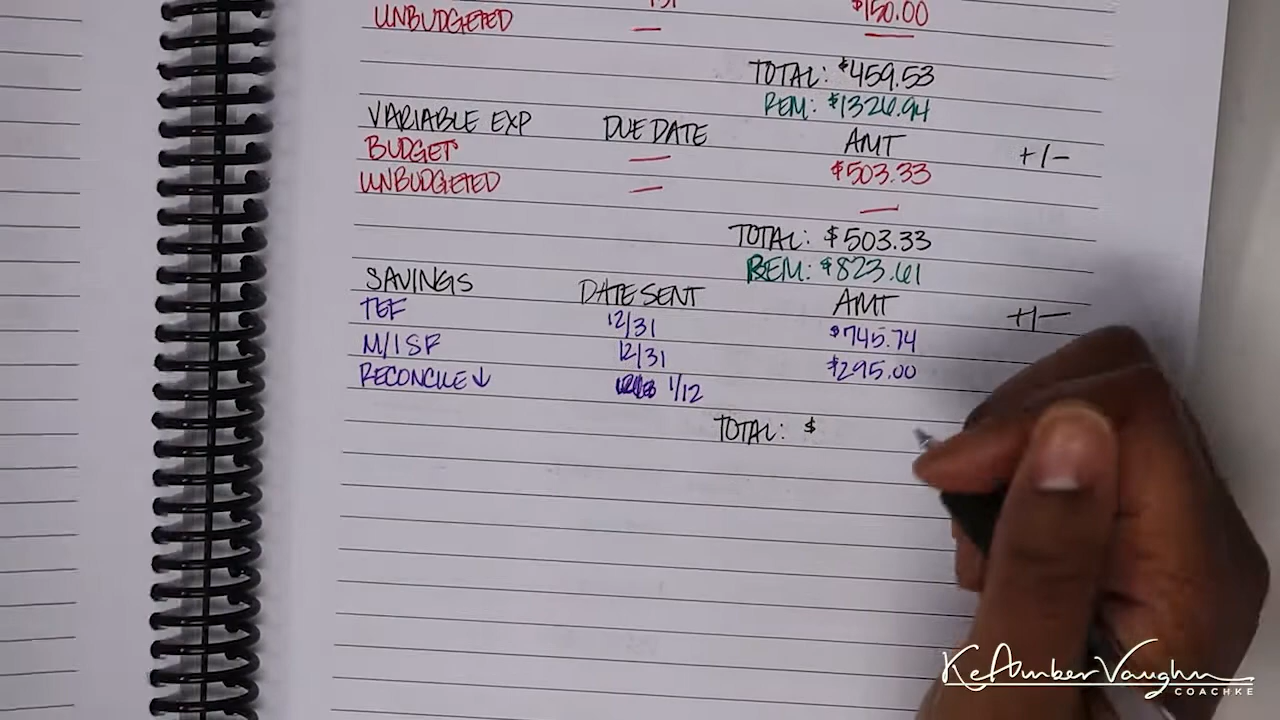 $150.00
UNBUDGETED —
TOTAL: $459.53
REM: $1326.94
VARIABLE EXP DUE DATE AMT +/-
BUDGET — $503.33
UNBUDGETED — —
TOTAL: $503.33
REM: $823.61
SAVINGS DATE SENT AMT +/-
TEF 12/31 $745.74
M/ISF 12/31 $295.00
RECONCILE ↓ 1/12
TOTAL: $
KeAmber Vaughn
COACHKE